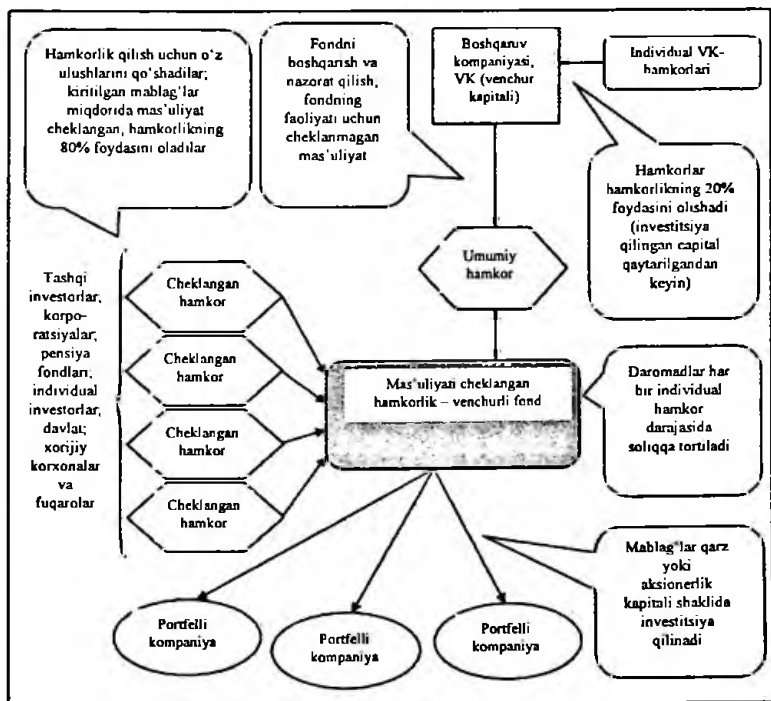 Hamkorlik qilish uchun o‘z
ulushlarını qo‘shadilar;
kiritilgan mablag‘lar
miqdorida mas’uliyat
cheklangan, hamkorlikning
80% foydasini oladilar
Fondni
boshqarish va
nazorat qilish,
fondning
faoliyatı uchun
cheklanmagan
mas’uliyat
Boshqaruv
kompaniyasi,
VK (venchur
kapitali)
Individual VK-
hamkorlari
Hamkorlar
hamkorlikning 20%
foydasini olishadi
(investitsiya
qilingan capital
qaytarilgandan
keyin)
Umumiy
hamkor
Tashqi
investorlar,
korpo-
ratsiyalar;
pensiya
fondları;
individual
investorlar,
davlat;
xorijiy
korxonalar
va
fuqarolar
Cheklangan
hamkor
Cheklangan
hamkor
Cheklangan
hamkor
Cheklangan
hamkor
Mas’uliyati cheklangan
hamkorlik – venchurli fond
Daromadlar har
bir individual
hamkor
darajasida
soliqqa tortiladi
Mablag‘lar qarz
yoki
aksionerlik
kapitali shaklida
investitsiya
qilinadi
Portfelli
kompaniya
Portfelli
kompaniya
Portfelli
kompaniya